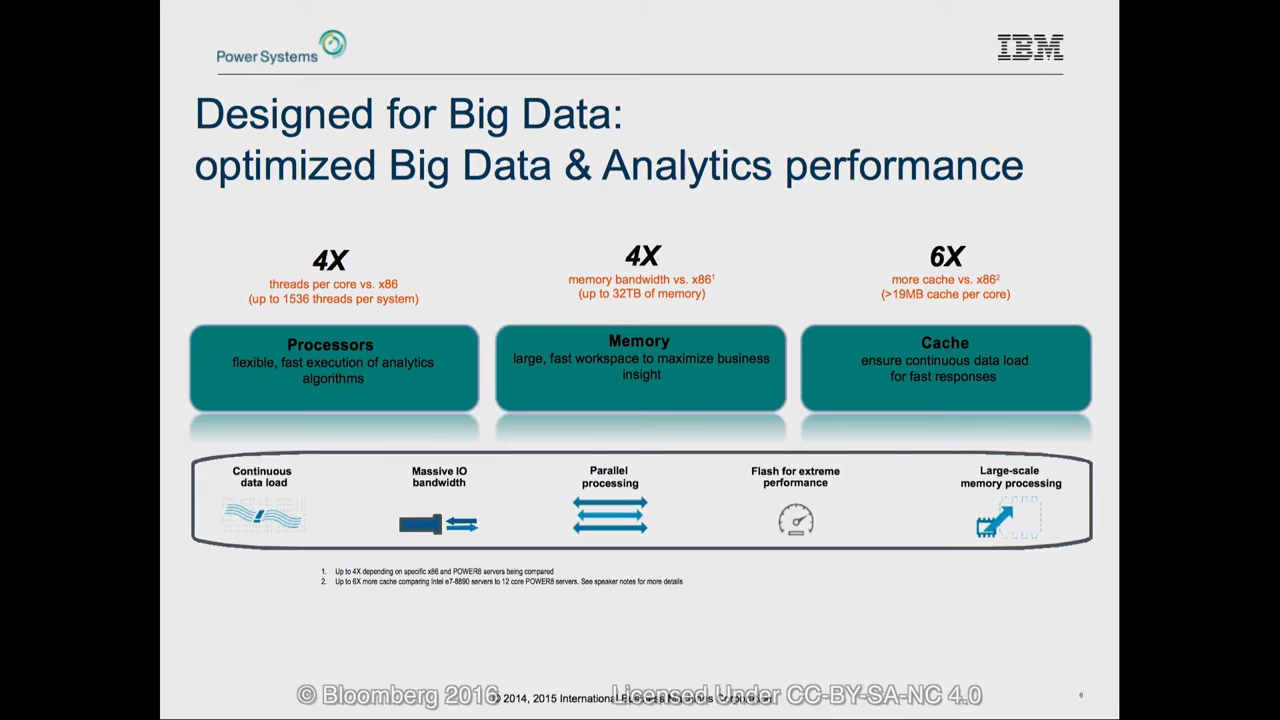 Power Systems
IBM
Designed for Big Data:
optimized Big Data & Analytics performance
4X
threads per core vs. x86
(up to 1536 threads per system)
4X
memory bandwidth vs. x86¹
(up to 32TB of memory)
6X
more cache vs. x86²
(>19MB cache per core)
Processors
flexible, fast execution of analytics
algorithms
Memory
large, fast workspace to maximize business
insight
Cache
ensure continuous data load
for fast responses
Continuous
data load
Massive IO
bandwidth
Parallel
processing
Flash for extreme
performance
Large-scale
memory processing
1. Up to 4X depending on specific x86 and POWER8 servers being compared
2. Up to 6X more cache comparing Intel e7-8890 servers to 12 core POWER8 servers. See speaker notes for more details
© Bloomberg 2016
© 2014, 2015 International Business Machines Corporation
Licensed Under CC-BY-SA-NC 4.0
6